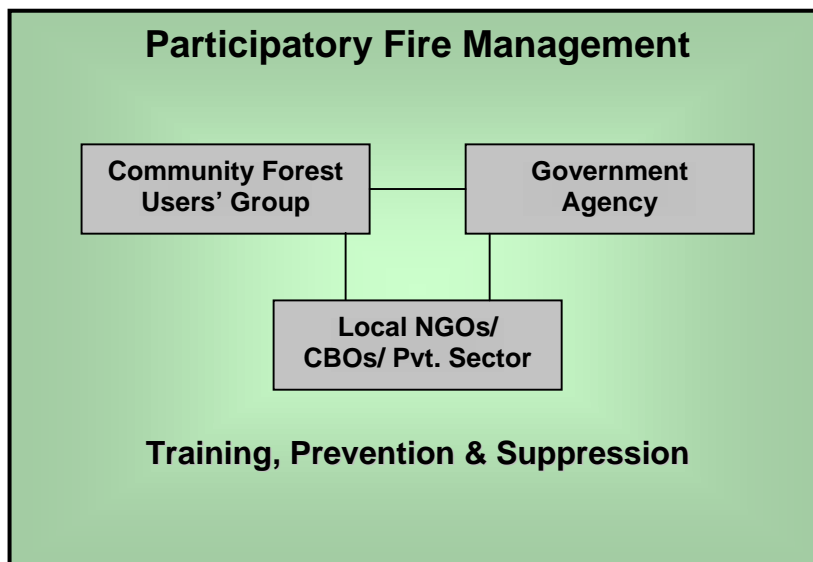 Participatory Fire Management
Community Forest
Users’ Group
Government
Agency
Local NGOs/
CBOs/ Pvt. Sector
Training, Prevention & Suppression